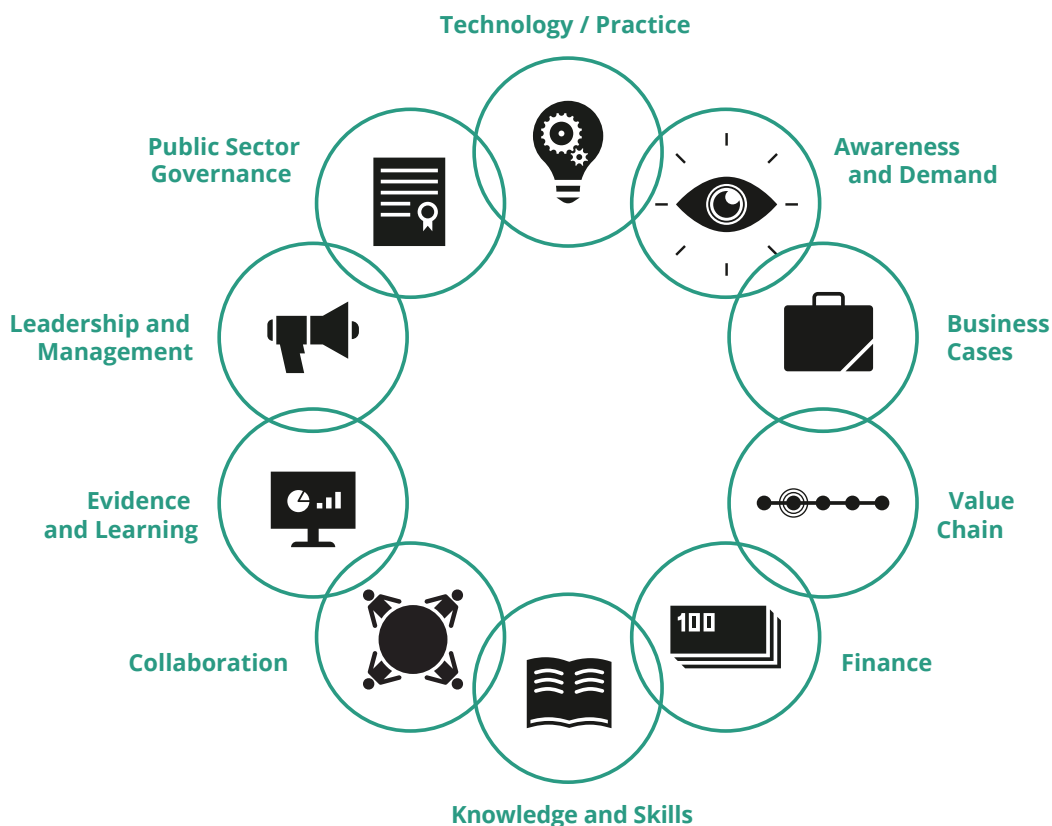 Technology / Practice
Public Sector
Governance
Awareness
and Demand
Leadership and
Management
Business
Cases
Evidence
and Learning
Value
Chain
100
Collaboration
Finance
Knowledge and Skills